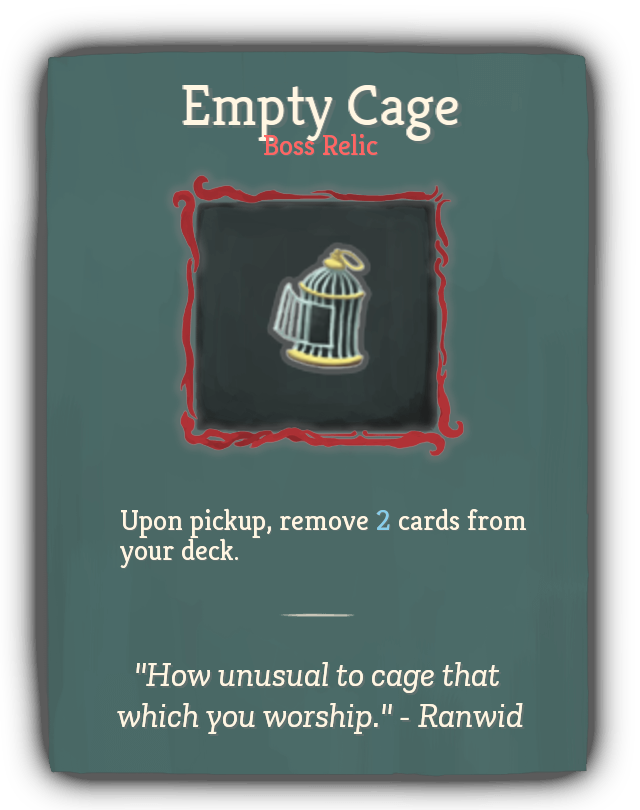 Empty Cage
Boss Relic
Upon pickup, remove 2 cards from
your deck.
"How unusual to cage that
which you worship." - Ranwid